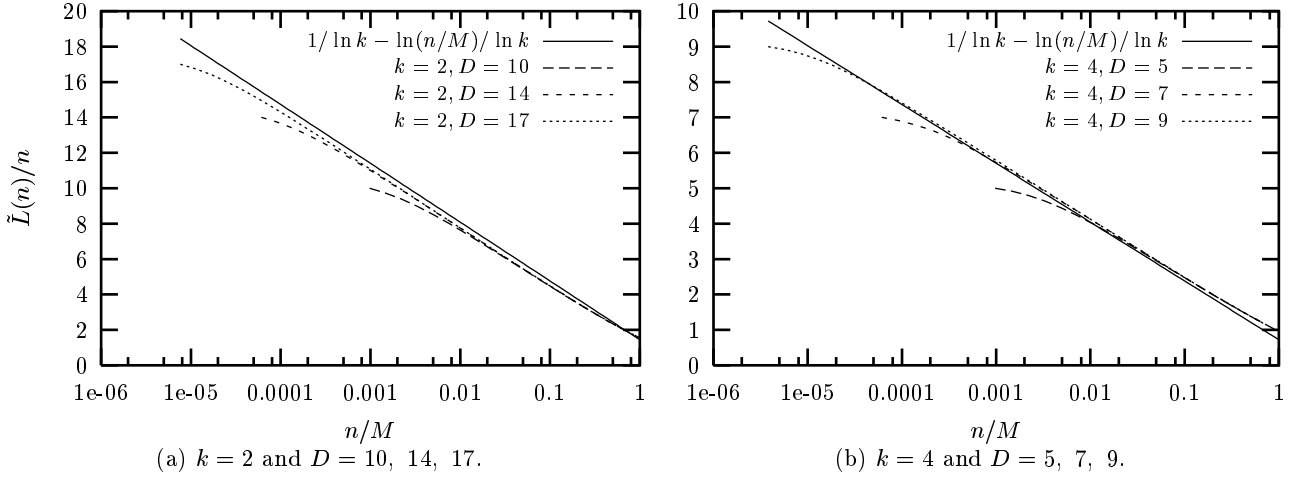 L̃(n)/n
20
18
16
14
12
10
8
6
4
2
0
1e-06 1e-05 0.0001 0.001 0.01 0.1 1
n/M
1/ ln k − ln(n/M)/ ln k
k = 2, D = 10
k = 2, D = 14
k = 2, D = 17
(a) k = 2 and D = 10, 14, 17.
10
9
8
7
6
5
4
3
2
1
0
1e-06 1e-05 0.0001 0.001 0.01 0.1 1
n/M
1/ ln k − ln(n/M)/ ln k
k = 4, D = 5
k = 4, D = 7
k = 4, D = 9
(b) k = 4 and D = 5, 7, 9.